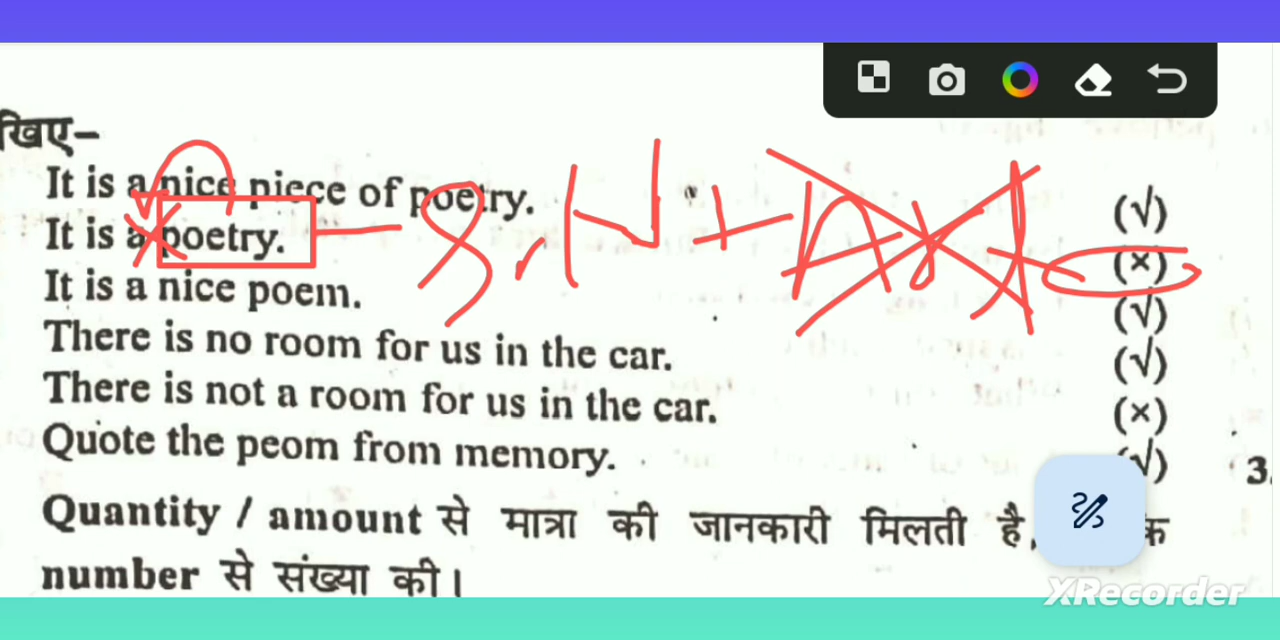 खिए–
It is a nice piece of poetry. (√)
It is a poetry. (×)
It is a nice poem. (√)
There is no room for us in the car. (√)
There is not a room for us in the car. (×)
Quote the peom from memory. √) 3.
Quantity / amount से मात्रा की जानकारी मिलती है,
number से संख्या की।
XRecorder